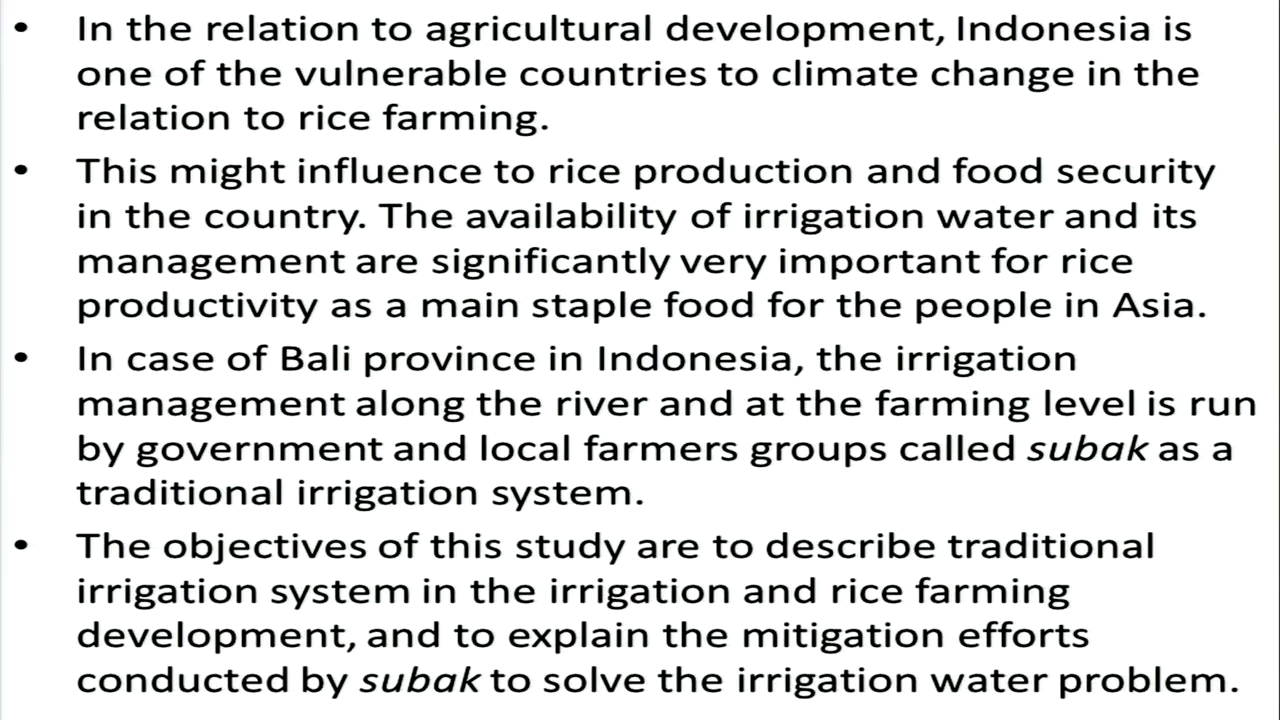 • In the relation to agricultural development, Indonesia is
one of the vulnerable countries to climate change in the
relation to rice farming.
• This might influence to rice production and food security
in the country. The availability of irrigation water and its
management are significantly very important for rice
productivity as a main staple food for the people in Asia.
• In case of Bali province in Indonesia, the irrigation
management along the river and at the farming level is run
by government and local farmers groups called subak as a
traditional irrigation system.
• The objectives of this study are to describe traditional
irrigation system in the irrigation and rice farming
development, and to explain the mitigation efforts
conducted by subak to solve the irrigation water problem.